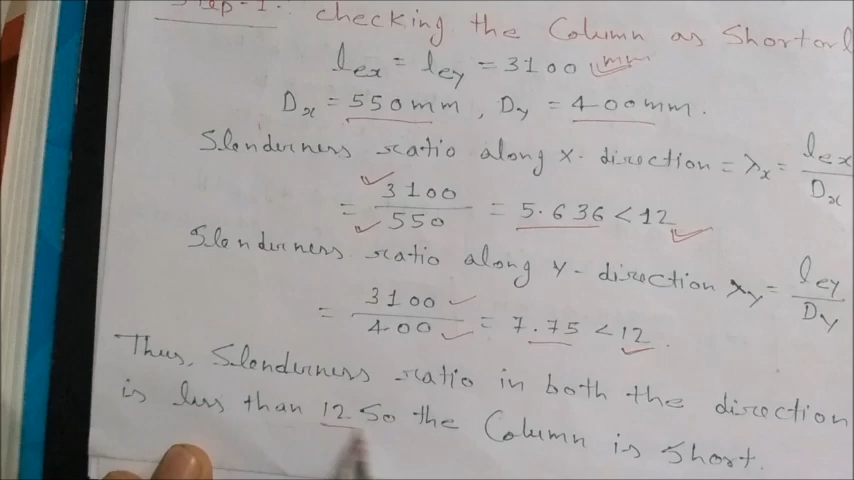 Step-1: Checking the Column as Short or
lex = ley = 3100 mm
Dx = 550mm, Dy = 400mm.
Slenderness ratio along x-direction = λx = lex/Dx
= 3100/550 = 5.636 < 12
Slenderness ratio along y-direction λy = ley/Dy
= 3100/400 = 7.75 < 12.
Thus, Slenderness ratio in both the direction
is less than 12 So the Column is Short.